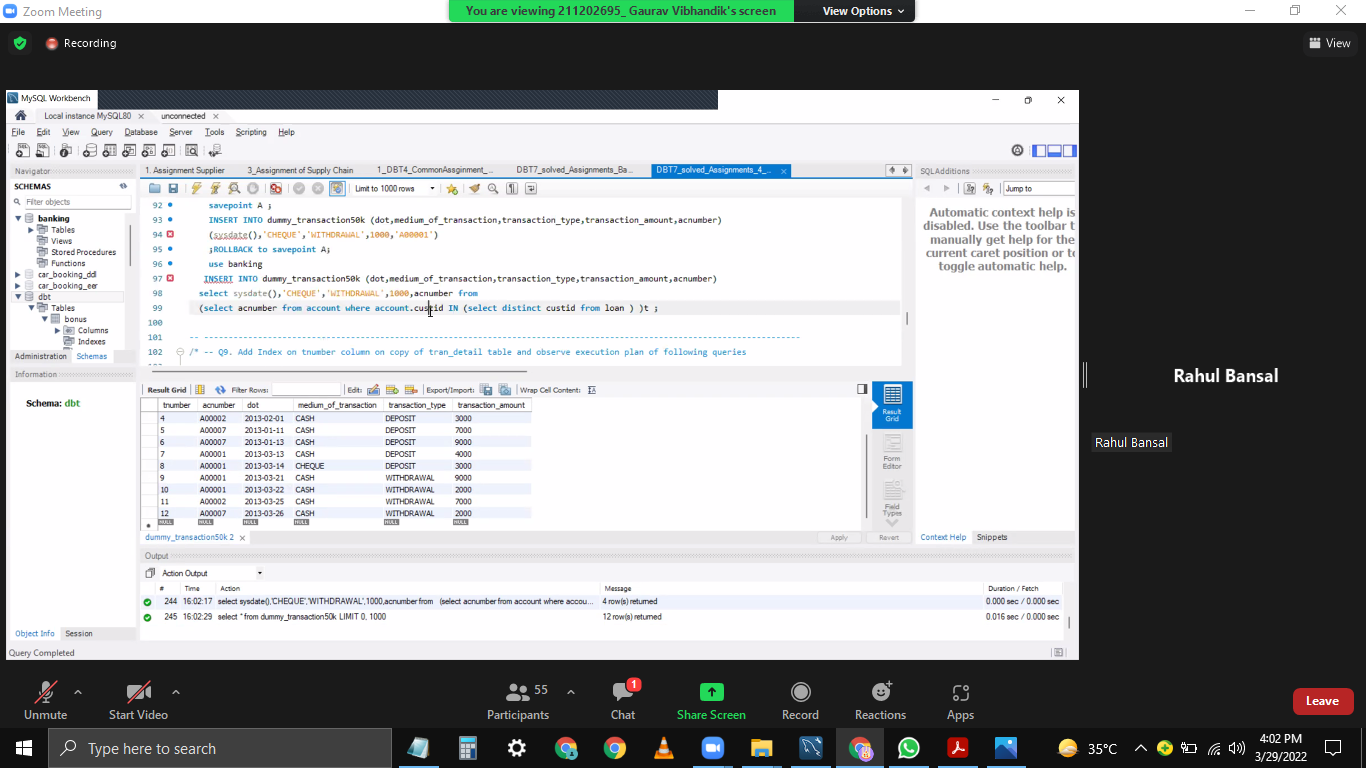 Zoom Meeting
You are viewing 211202695_ Gaurav Vibhandik's screen
View Options
Recording
View
MySQL Workbench
Local instance MySQL80
unconnected
File Edit View Query Database Server Tools Scripting Help
Navigator
SCHEMAS
Filter objects
banking
Tables
Views
Stored Procedures
Functions
car_booking_ddl
car_booking_eer
dbt
Tables
bonus
Columns
Indexes
Administration Schemas
Information
Schema: dbt
Object Info Session
Query Completed
1. Assignment Supplier
3_Assignment of Supply Chain
1_DBT4_CommonAssginment_...
DBT7_solved_Assignments_Ba...
DBT7_solved_Assignments_4_...
Limit to 1000 rows
92 savepoint A ;
93 INSERT INTO dummy_transaction50k (dot,medium_of_transaction,transaction_type,transaction_amount,acnumber)
94 (sysdate(),'CHEQUE','WITHDRAWAL',1000,'A00001')
95 ;ROLLBACK to savepoint A;
96 use banking
97 INSERT INTO dummy_transaction50k (dot,medium_of_transaction,transaction_type,transaction_amount,acnumber)
98 select sysdate(),'CHEQUE','WITHDRAWAL',1000,acnumber from
99 (select acnumber from account where account.custid IN (select distinct custid from loan ) )t ;
100
101 -- ---------------------------------------------------------------------------------------------
102 /* -- Q9. Add Index on tnumber column on copy of tran_detail table and observe execution plan of following queries
Result Grid Filter Rows: Edit: Export/Import: Wrap Cell Content:
tnumber acnumber dot medium_of_transaction transaction_type transaction_amount
4 A00002 2013-02-01 CASH DEPOSIT 3000
5 A00007 2013-01-11 CASH DEPOSIT 7000
6 A00007 2013-01-13 CASH DEPOSIT 9000
7 A00001 2013-03-13 CASH DEPOSIT 4000
8 A00001 2013-03-14 CHEQUE DEPOSIT 3000
9 A00001 2013-03-21 CASH WITHDRAWAL 9000
10 A00001 2013-03-22 CASH WITHDRAWAL 2000
11 A00002 2013-03-25 CASH WITHDRAWAL 7000
12 A00007 2013-03-26 CASH WITHDRAWAL 2000
NULL NULL NULL NULL NULL NULL
Result Grid
Form Editor
Field Types
dummy_transaction50k 2
Apply Revert
Output
Action Output
# Time Action Message Duration / Fetch
244 16:02:17 select sysdate(),'CHEQUE','WITHDRAWAL',1000,acnumber from (select acnumber from account where accou... 4 row(s) returned 0.000 sec / 0.000 sec
245 16:02:29 select * from dummy_transaction50k LIMIT 0, 1000 12 row(s) returned 0.016 sec / 0.000 sec
SQLAdditions
Jump to
Automatic context help is
disabled. Use the toolbar t
manually get help for the
current caret position or to
toggle automatic help.
Context Help Snippets
Rahul Bansal
Rahul Bansal
Unmute
Start Video
55
Participants
1
Chat
Share Screen
Record
Reactions
Apps
Leave
Type here to search
35°C
4:02 PM
3/29/2022